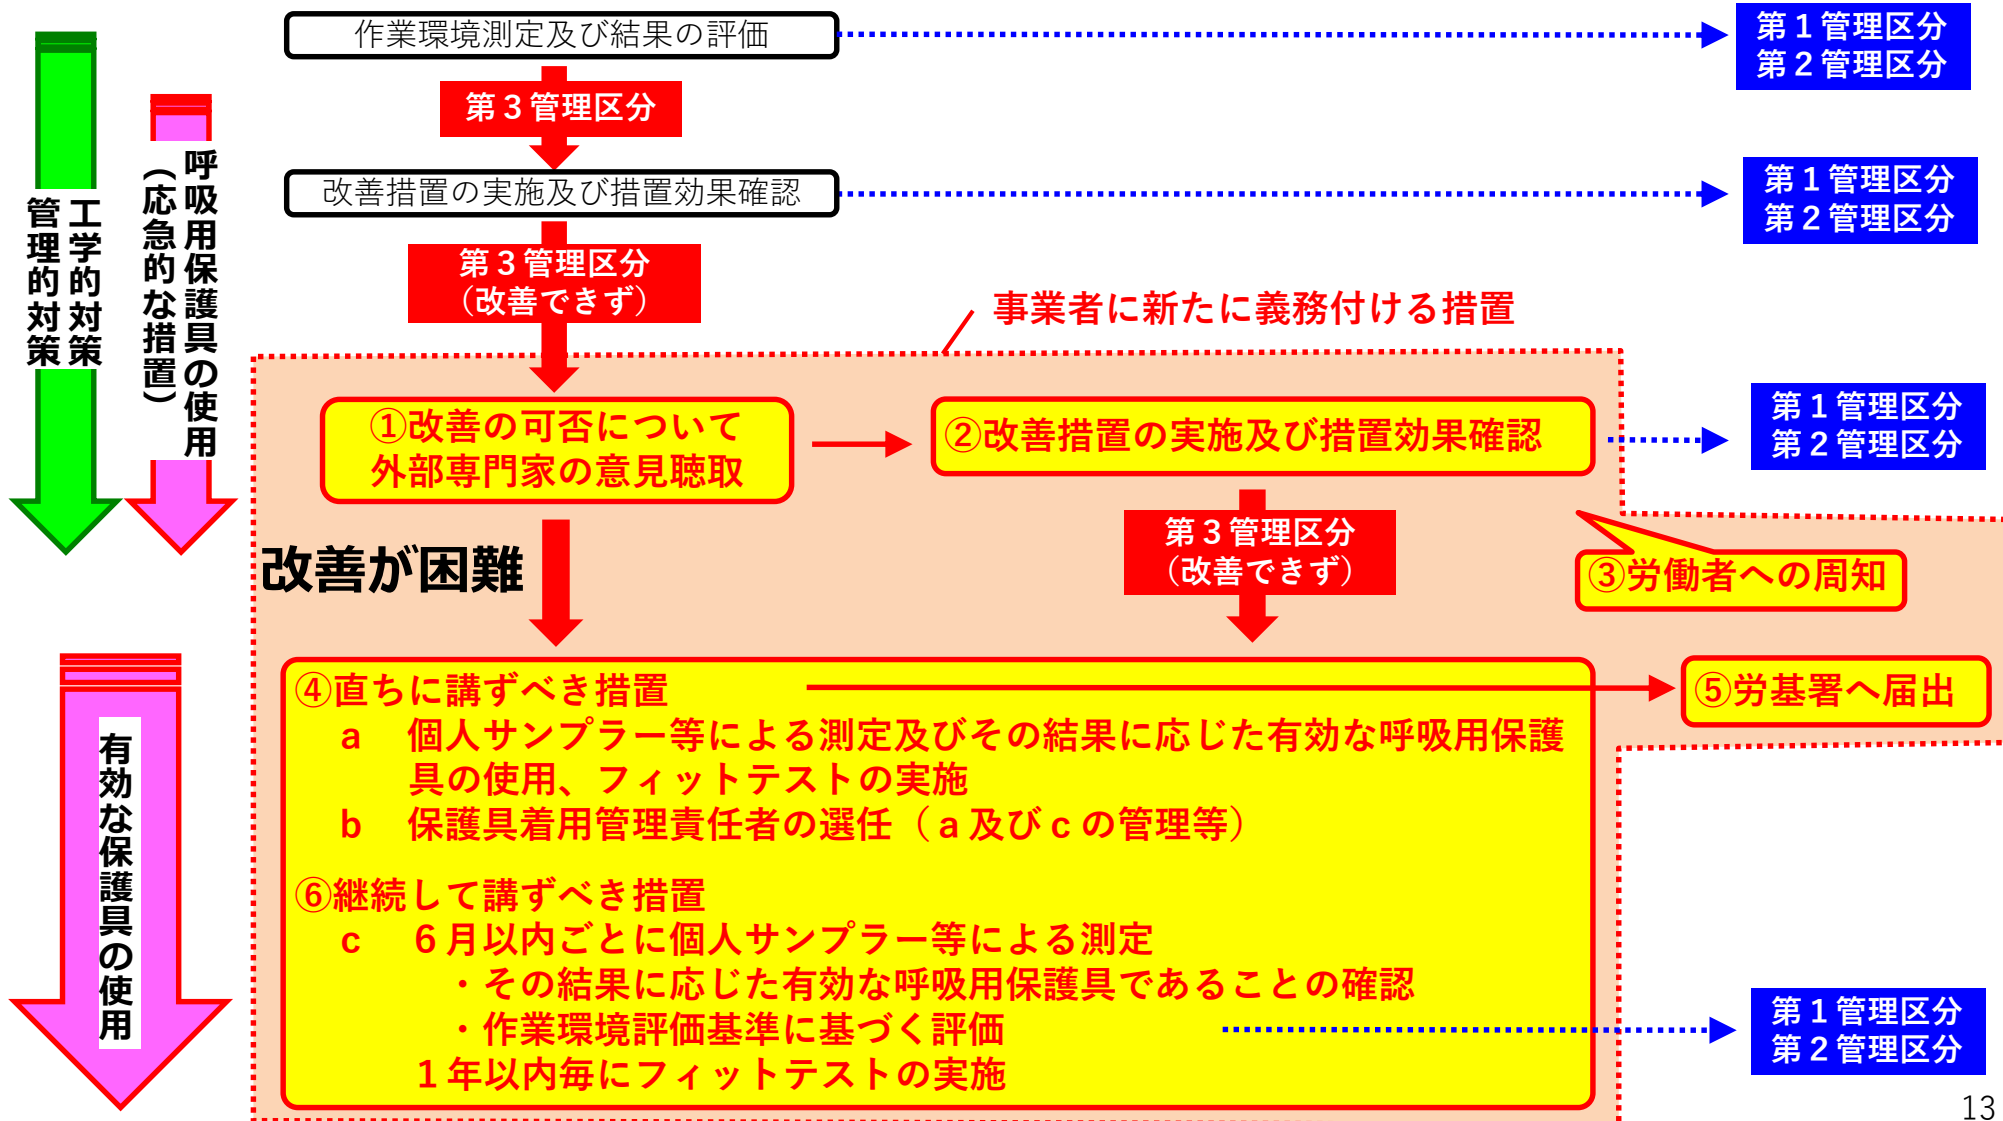 作業環境測定及び結果の評価
第１管理区分
第２管理区分
第３管理区分
改善措置の実施及び措置効果確認
第１管理区分
第２管理区分
第３管理区分
（改善できず）
工学的対策
管理的対策
呼吸用保護具の使用
（応急的な措置）
事業者に新たに義務付ける措置
①改善の可否について
外部専門家の意見聴取
②改善措置の実施及び措置効果確認
第１管理区分
第２管理区分
改善が困難
第３管理区分
（改善できず）
③労働者への周知
④直ちに講ずべき措置
a 個人サンプラー等による測定及びその結果に応じた有効な呼吸用保護
具の使用、フィットテストの実施
b 保護具着用管理責任者の選任（a及びcの管理等）
⑤労基署へ届出
⑥継続して講ずべき措置
c ６月以内ごとに個人サンプラー等による測定
・その結果に応じた有効な呼吸用保護具であることの確認
・作業環境評価基準に基づく評価
１年以内毎にフィットテストの実施
第１管理区分
第２管理区分
有効な保護具の使用
13